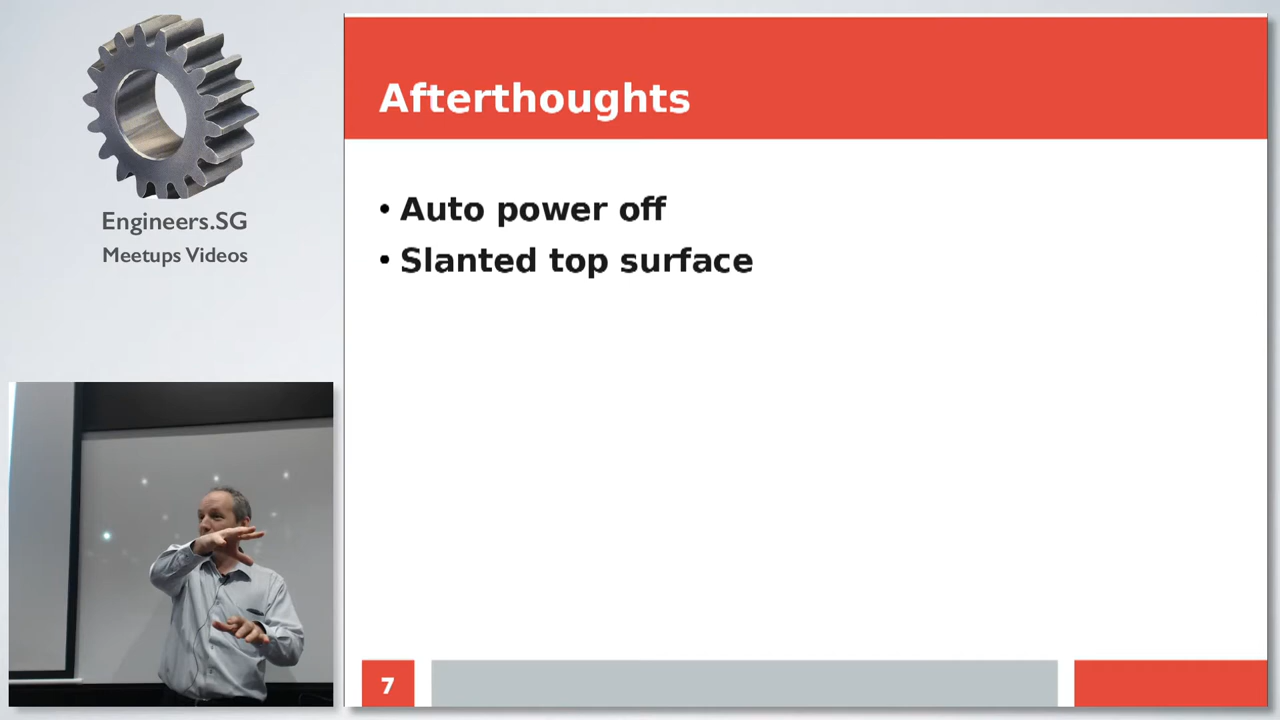 Engineers.SG
Meetups Videos
Afterthoughts
• Auto power off
• Slanted top surface
7